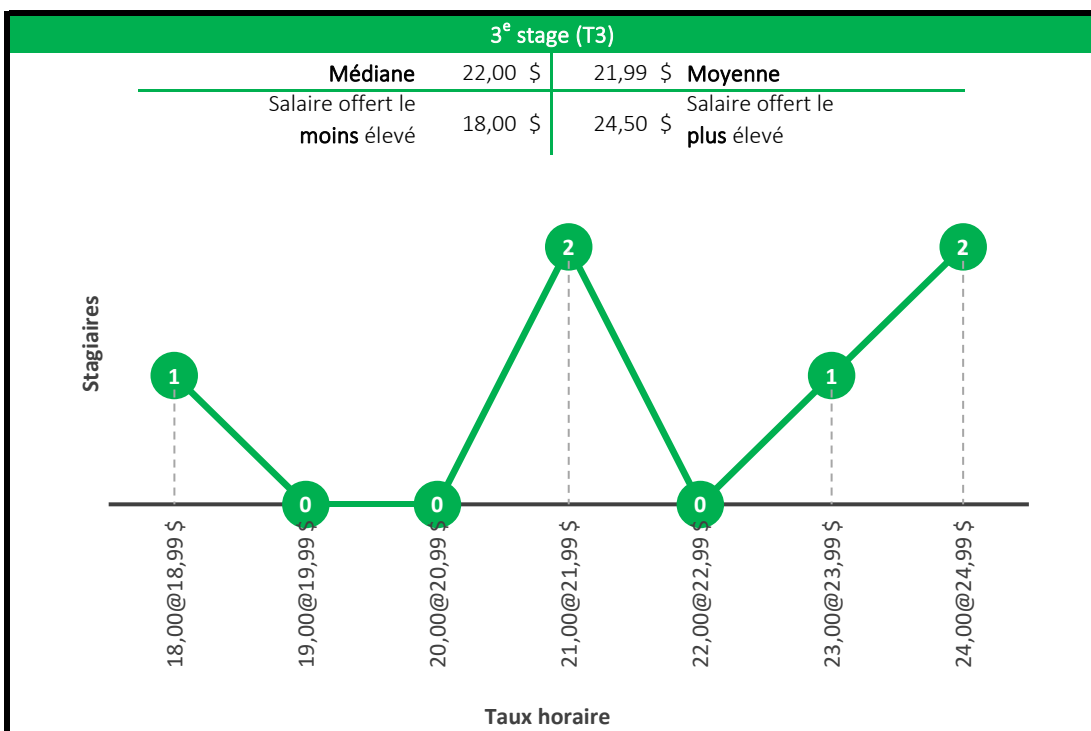 3e stage (T3)
Médiane 22,00 $ 21,99 $ Moyenne
Salaire offert le
moins élevé 18,00 $ 24,50 $ Salaire offert le
plus élevé
Stagiaires
1
0
0
2
0
1
2
18,00@18,99 $
19,00@19,99 $
20,00@20,99 $
21,00@21,99 $
22,00@22,99 $
23,00@23,99 $
24,00@24,99 $
Taux horaire